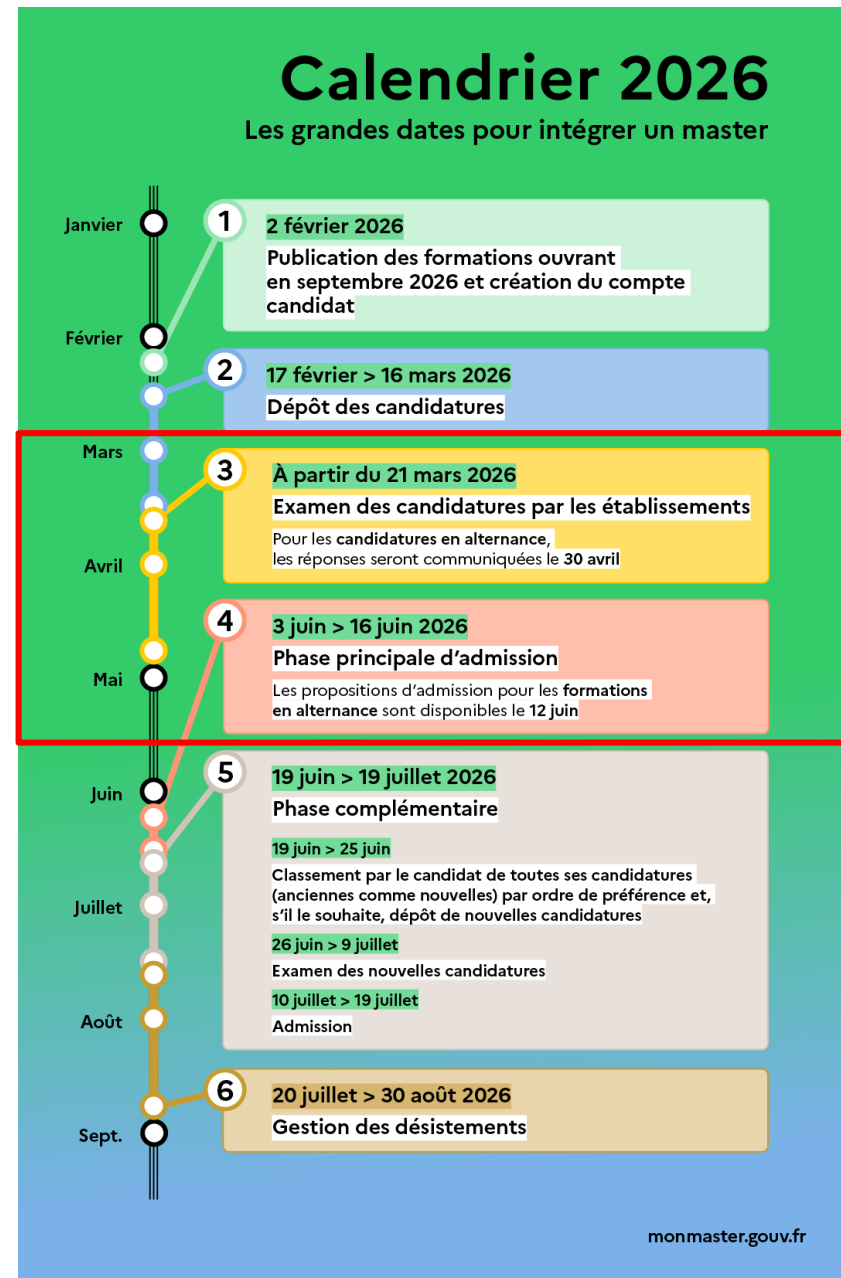 Calendrier 2026
Les grandes dates pour intégrer un master
Janvier
1
2 février 2026
Publication des formations ouvrant
en septembre 2026 et création du compte
candidat
Février
2
17 février > 16 mars 2026
Dépôt des candidatures
Mars
3
À partir du 21 mars 2026
Examen des candidatures par les établissements
Pour les candidatures en alternance,
les réponses seront communiquées le 30 avril
Avril
4
3 juin > 16 juin 2026
Phase principale d'admission
Les propositions d'admission pour les formations
en alternance sont disponibles le 12 juin
Mai
5
19 juin > 19 juillet 2026
Phase complémentaire
Juin
19 juin > 25 juin
Classement par le candidat de toutes ses candidatures
(anciennes comme nouvelles) par ordre de préférence et,
s'il le souhaite, dépôt de nouvelles candidatures
Juillet
26 juin > 9 juillet
Examen des nouvelles candidatures
10 juillet > 19 juillet
Admission
Août
6
20 juillet > 30 août 2026
Gestion des désistements
Sept.
monmaster.gouv.fr